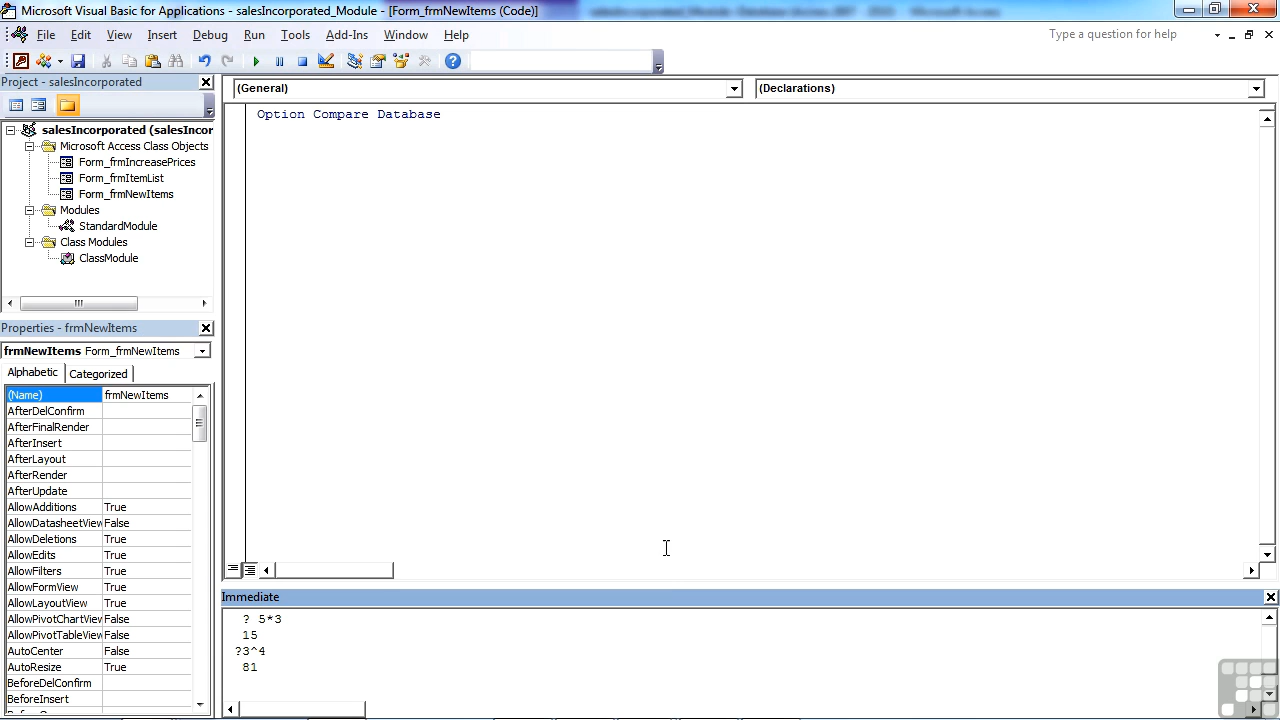 Microsoft Visual Basic for Applications - salesIncorporated_Module - [Form_frmNewItems (Code)]
File Edit View Insert Debug Run Tools Add-Ins Window Help
Type a question for help
Project - salesIncorporated
salesIncorporated (salesIncor
Microsoft Access Class Objects
Form_frmIncreasePrices
Form_frmItemList
Form_frmNewItems
Modules
StandardModule
Class Modules
ClassModule
Properties - frmNewItems
frmNewItems Form_frmNewItems
Alphabetic Categorized
(Name) frmNewItems
AfterDelConfirm
AfterFinalRender
AfterInsert
AfterLayout
AfterRender
AfterUpdate
AllowAdditions True
AllowDatasheetView False
AllowDeletions True
AllowEdits True
AllowFilters True
AllowFormView True
AllowLayoutView True
AllowPivotChartView False
AllowPivotTableView False
AutoCenter False
AutoResize True
BeforeDelConfirm
BeforeInsert
(General) (Declarations)
Option Compare Database
Immediate
? 5*3
15
?3^4
81